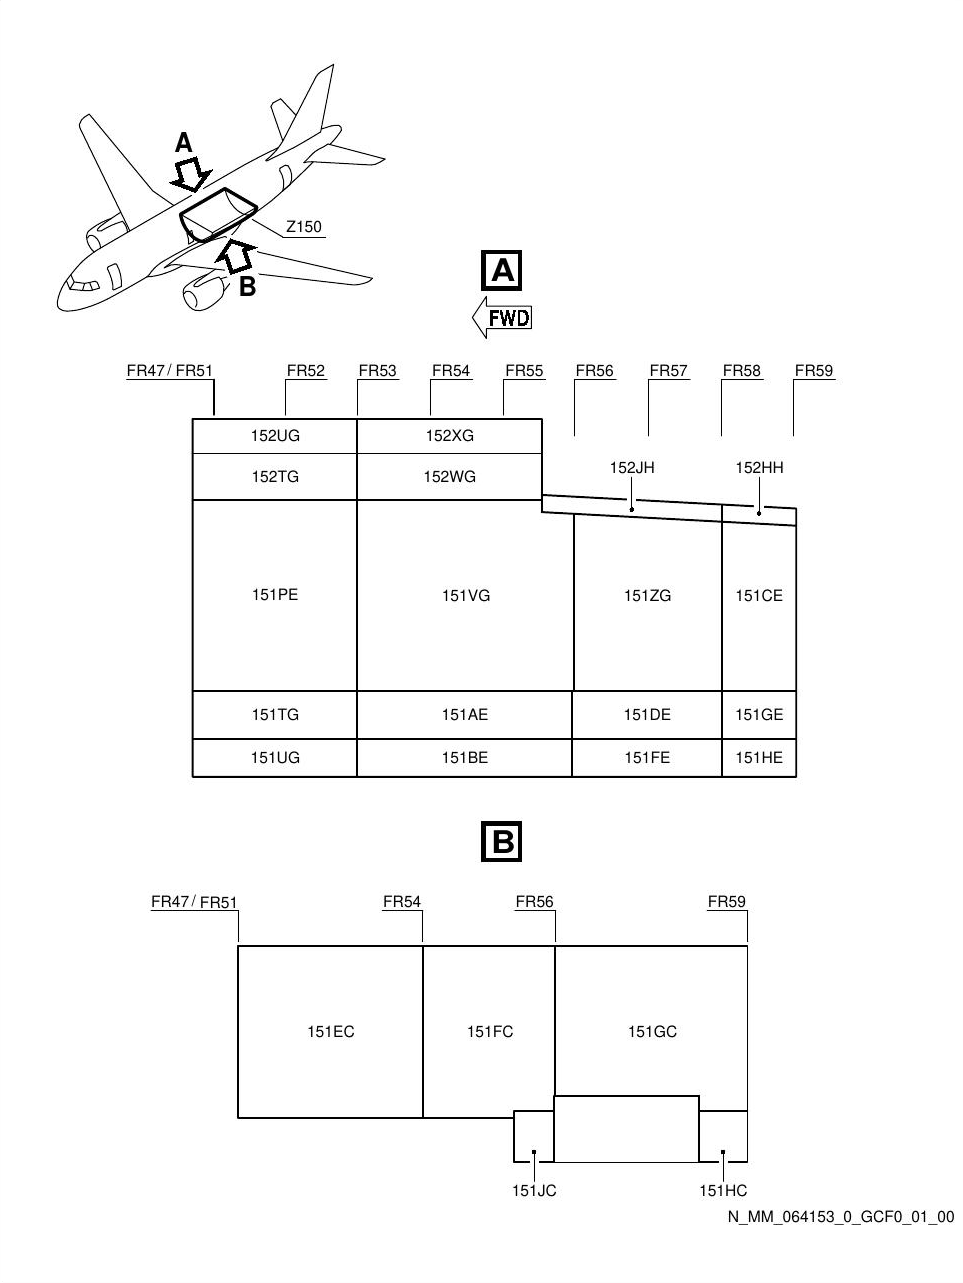 A
Z150
B
A
FWD
FR47 / FR51 FR52 FR53 FR54 FR55 FR56 FR57 FR58 FR59
152UG 152XG
152JH 152HH
152TG 152WG
151PE 151VG 151ZG 151CE
151TG 151AE 151DE 151GE
151UG 151BE 151FE 151HE
B
FR47 / FR51 FR54 FR56 FR59
151EC 151FC 151GC
151JC 151HC
N_MM_064153_0_GCF0_01_00